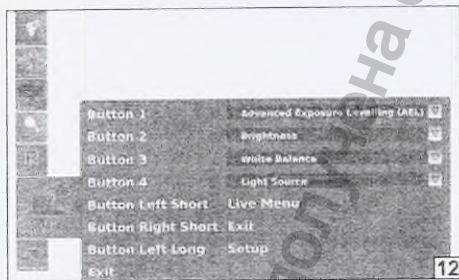 Button 1 Advanced Exposure Levelling (AEL)
Button 2 Brightness
Button 3 White Balance
Button 4 Light Source
Button Left Short Live Menu
Button Right Short Exit
Button Left Long Setup
Exit
12